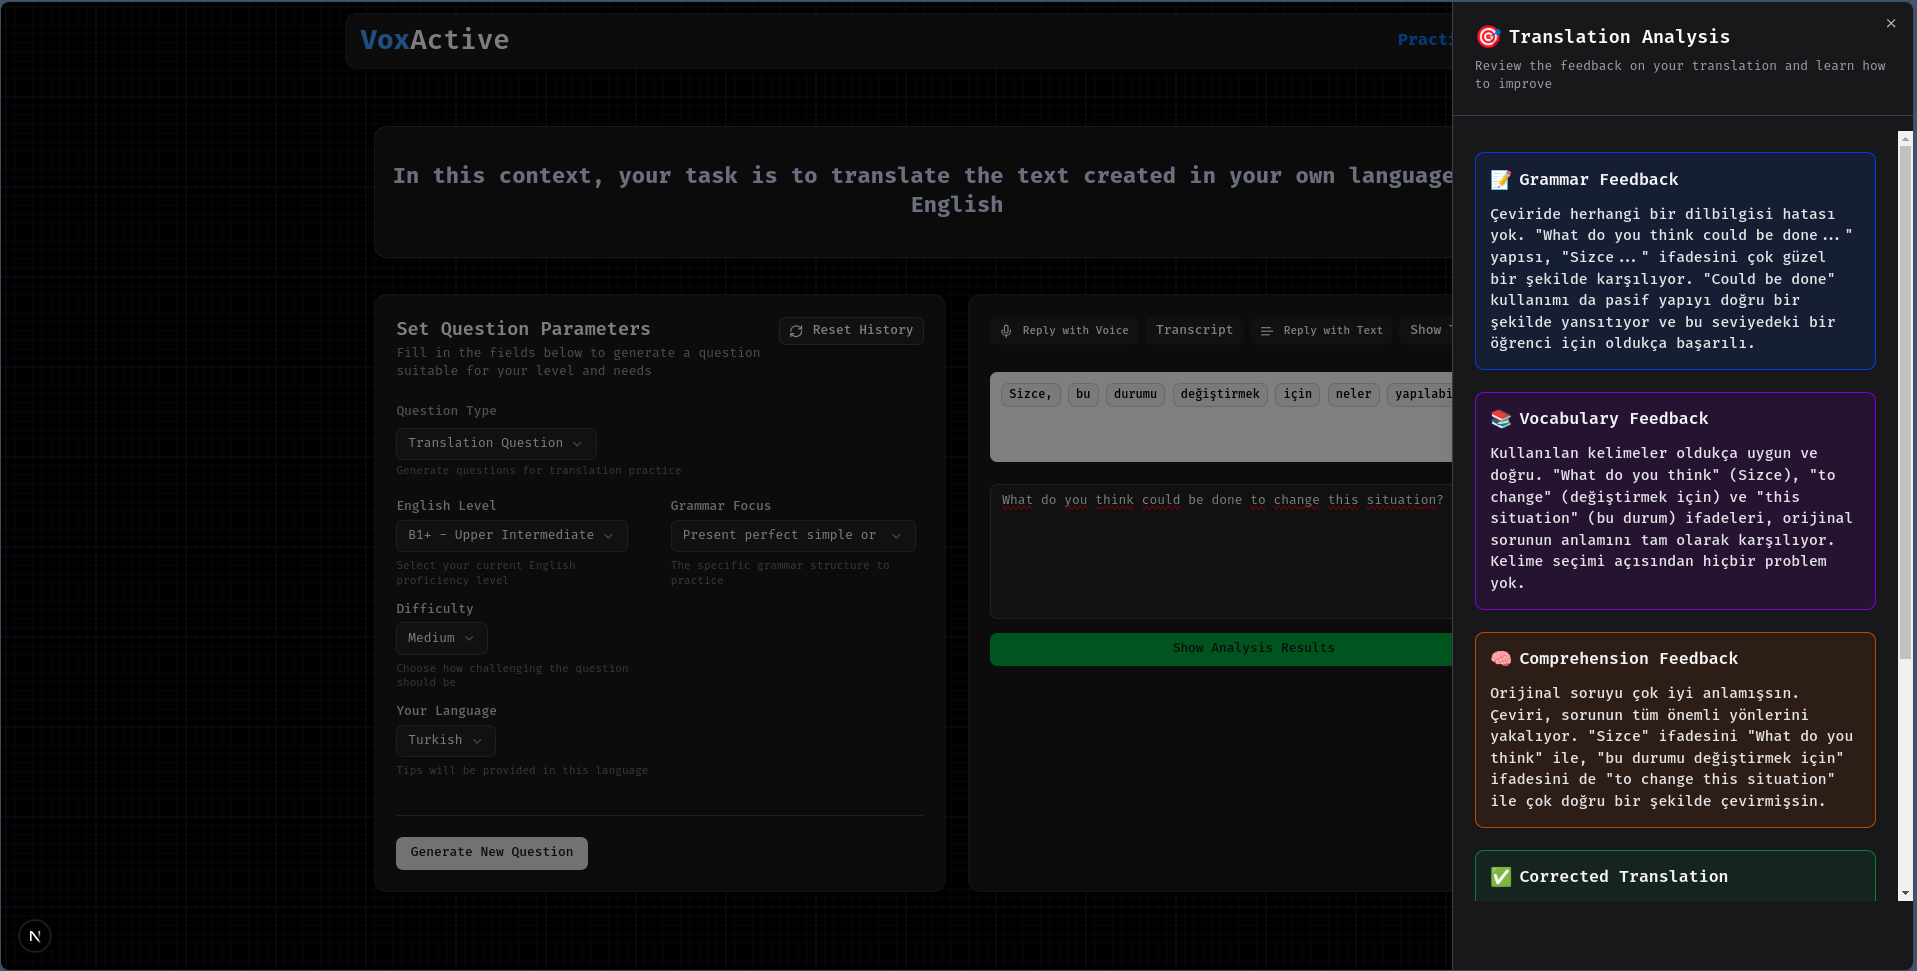 VoxActive
In this context, your task is to translate the text created in your own language
English
Set Question Parameters
Reset History
Fill in the fields below to generate a question
suitable for your level and needs
Question Type
Translation Question
Generate questions for translation practice
English Level
Grammar Focus
B1+ - Upper Intermediate
Present perfect simple or
Select your current English
proficiency level
The specific grammar structure to
practice
Difficulty
Medium
Choose how challenging the question
should be
Your Language
Turkish
Tips will be provided in this language
Generate New Question
Reply with Voice
Transcript
Reply with Text
Show
Sizce, bu durumu değiştirmek için neler
What do you think could be done to change this situation?
Show Analysis Results
🎯 Translation Analysis
Review the feedback on your translation and learn how
to improve
📝 Grammar Feedback
Çeviride herhangi bir dilbilgisi hatası
yok. "What do you think could be done..."
yapısı, "Sizce..." ifadesini çok güzel
bir şekilde karşılıyor. "Could be done"
kullanımı da pasif yapıyı doğru bir
şekilde yansıtıyor ve bu seviyedeki bir
öğrenci için oldukça başarılı.
📚 Vocabulary Feedback
Kullanılan kelimeler oldukça uygun ve
doğru. "What do you think" (Sizce), "to
change" (değiştirmek için) ve "this
situation" (bu durum) ifadeleri, orijinal
sorunun anlamını tam olarak karşılıyor.
Kelime seçimi açısından hiçbir problem
yok.
🧠 Comprehension Feedback
Orijinal soruyu çok iyi anlamışsın.
Çeviri, sorunun tüm önemli yönlerini
yakalıyor. "Sizce" ifadesini "What do you
think" ile, "bu durumu değiştirmek için"
ifadesini de "to change this situation"
ile çok doğru bir şekilde çevirmişsin.
✅ Corrected Translation
N